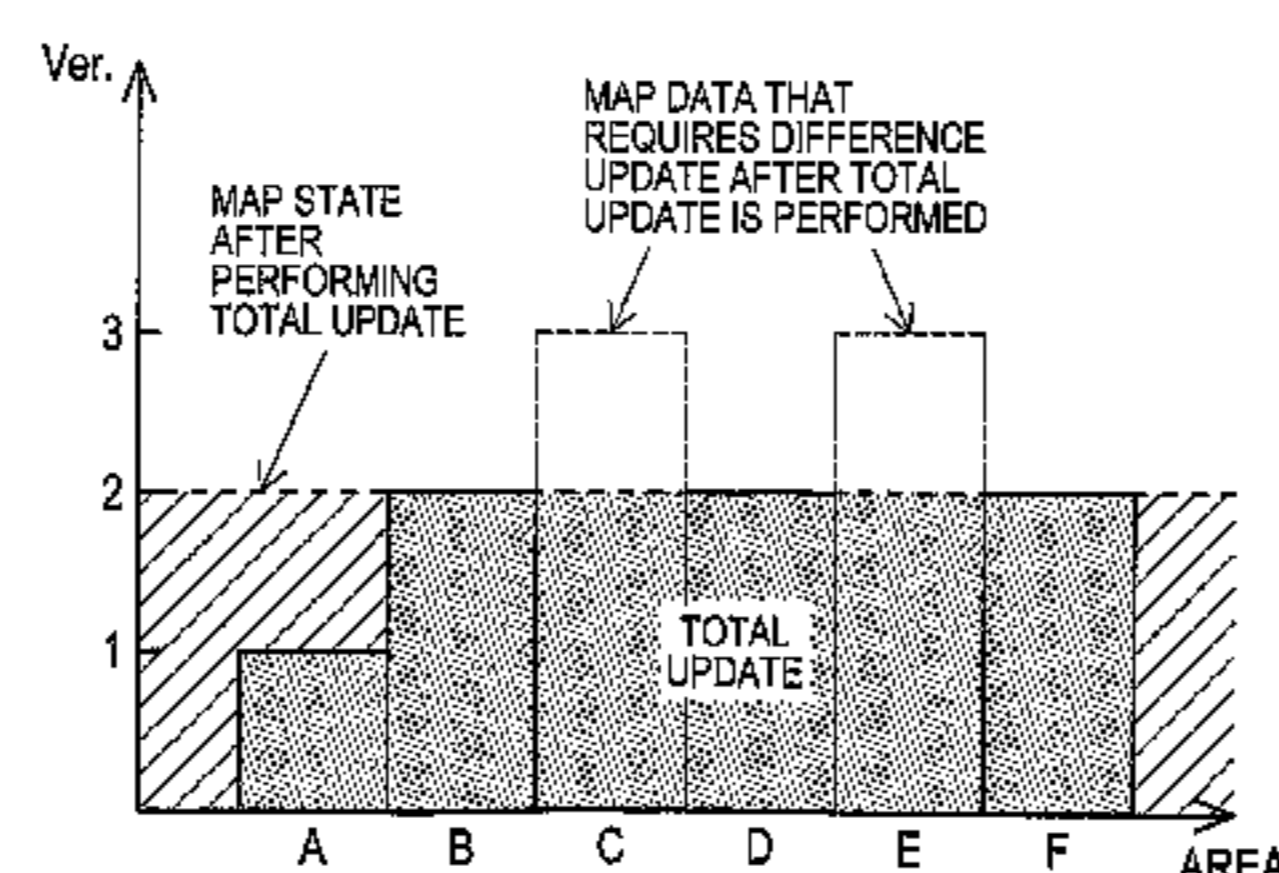 Ver.
MAP DATA THAT
REQUIRES DIFFERENCE
UPDATE AFTER TOTAL
UPDATE IS PERFORMED
MAP STATE
AFTER
PERFORMING
TOTAL UPDATE
3
2
1
TOTAL
UPDATE
A B C D E F
AREA